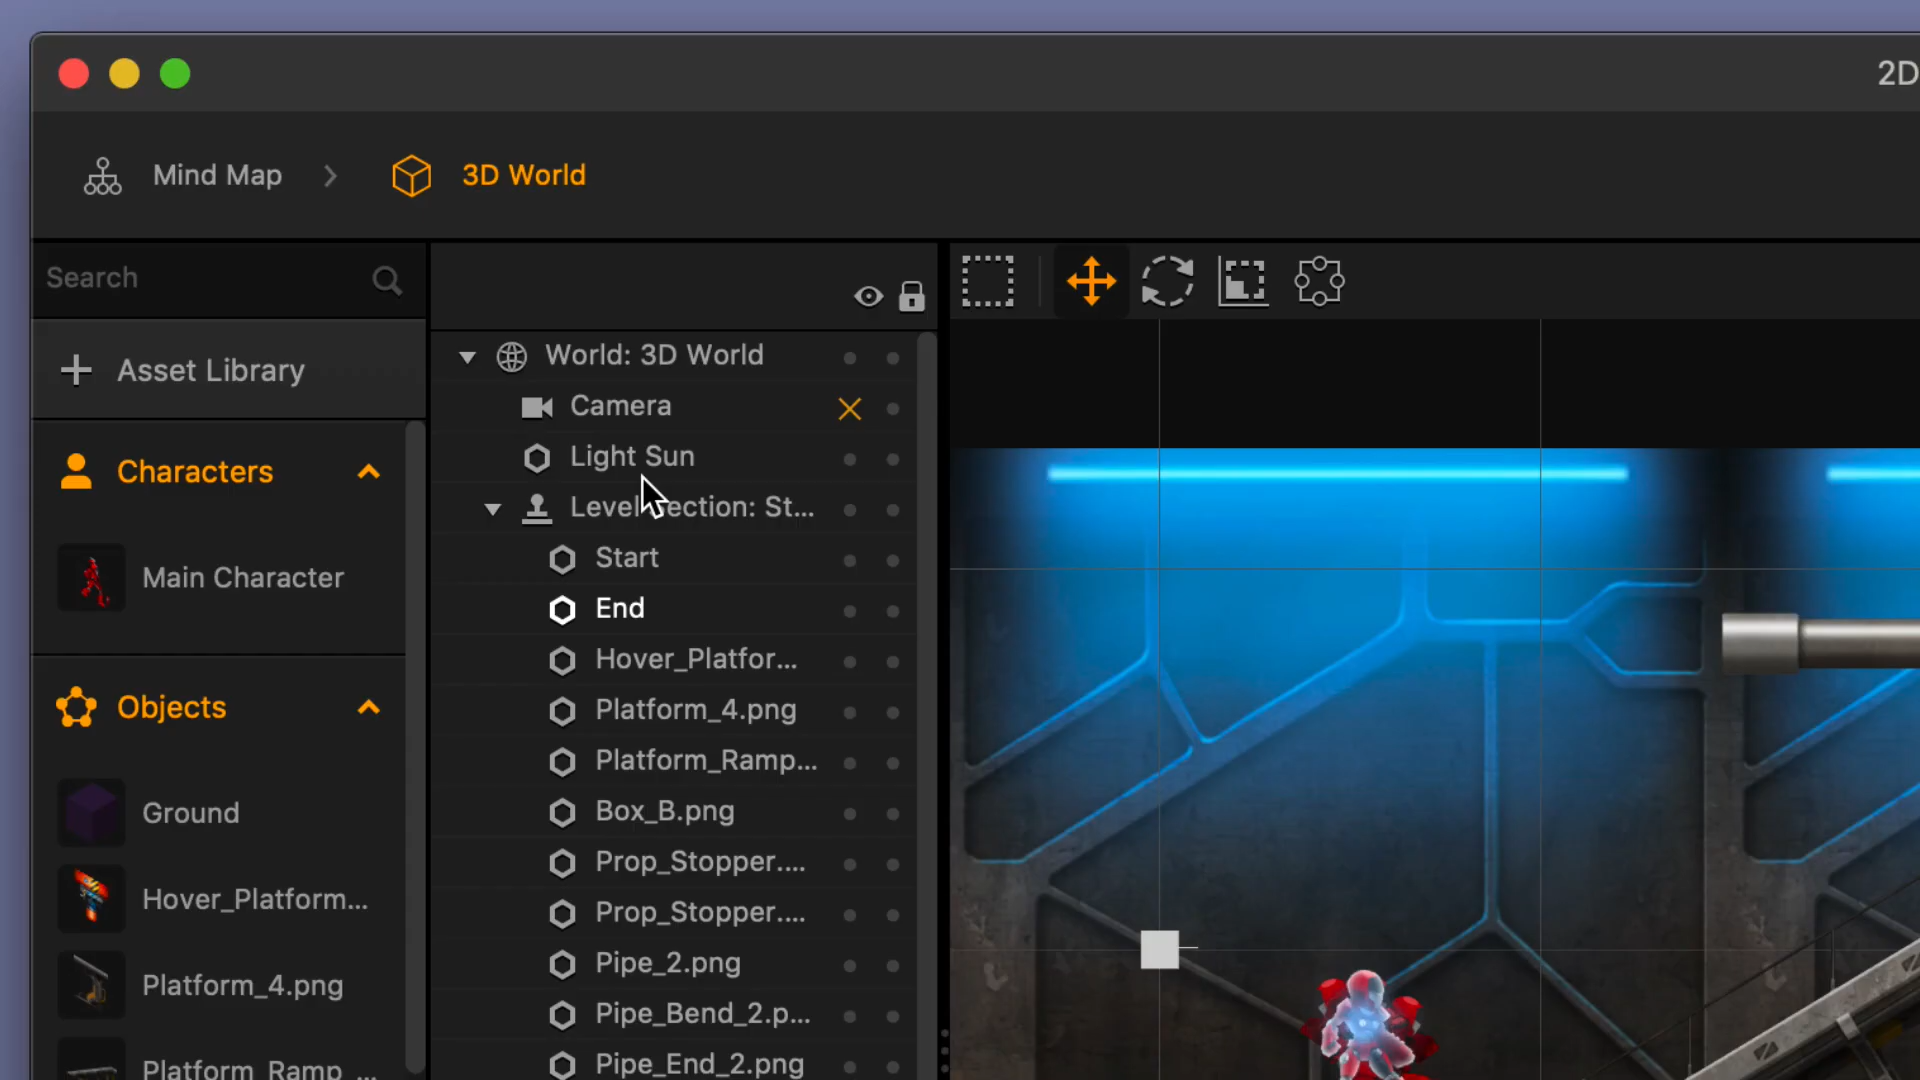 2D
Mind Map
3D World
Search
Asset Library
Characters
Main Character
Objects
Ground
Hover_Platform...
Platform_4.png
Platform_Ramp_...
World: 3D World
Camera
Light Sun
Level Section: St...
Start
End
Hover_Platfor...
Platform_4.png
Platform_Ramp...
Box_B.png
Prop_Stopper....
Prop_Stopper....
Pipe_2.png
Pipe_Bend_2.p...
Pipe_End_2.png